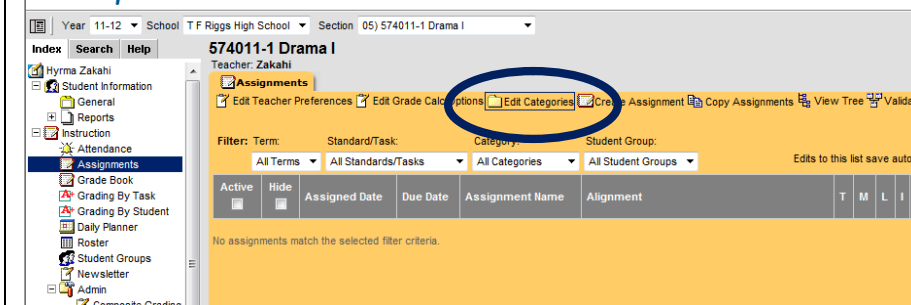 Year 11-12 School T F Riggs High School Section 05) 574011-1 Drama I
Index Search Help
574011-1 Drama I
Teacher: Zakahi
Hyrma Zakahi
Student Information
General
Reports
Instruction
Attendance
Assignments
Grade Book
Grading By Task
Grading By Student
Daily Planner
Roster
Student Groups
Newsletter
Admin
Composite Grading
Assignments
Edit Teacher Preferences Edit Grade Calc Options Edit Categories Create Assignment Copy Assignments View Tree Valida
Filter: Term: Standard/Task: Category: Student Group:
All Terms All Standards/Tasks All Categories All Student Groups Edits to this list save auto
Active Hide Assigned Date Due Date Assignment Name Alignment T M L I
No assignments match the selected filter criteria.